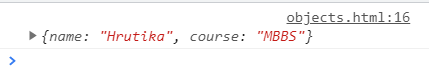 objects.html:16
▶ {name: "Hrutika", course: "MBBS"}
>